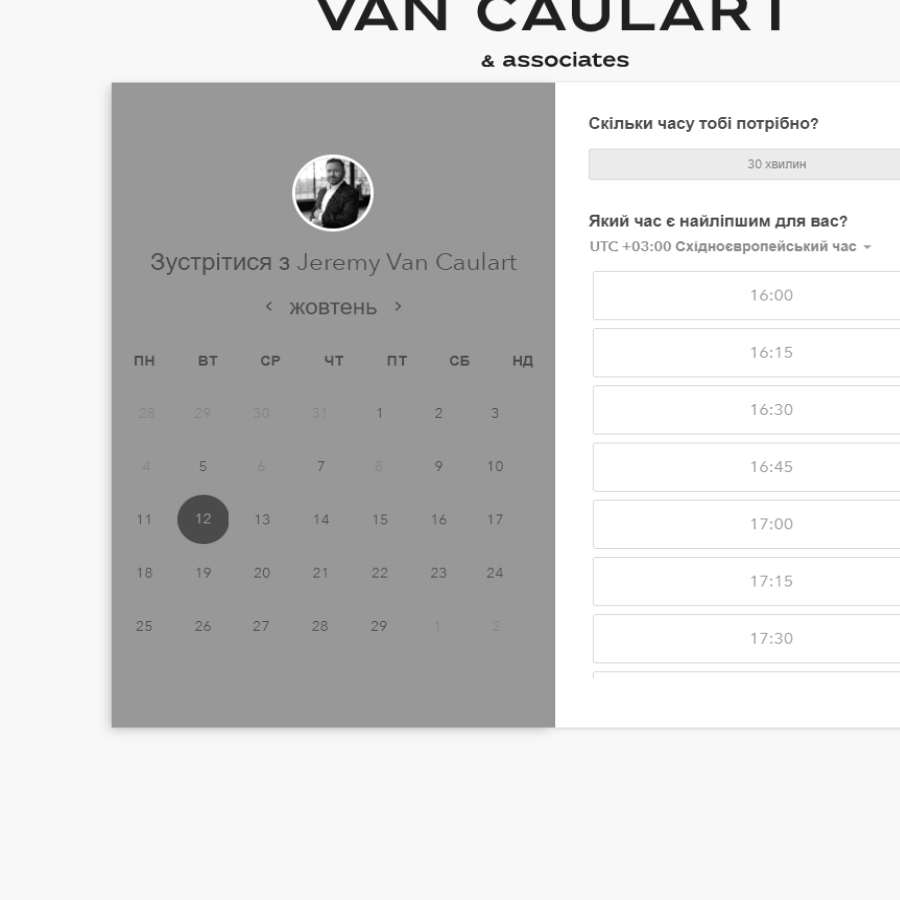 VAN CAULART
& associates
Зустрітися з Jeremy Van Caulart
жовтень
ПН ВТ СР ЧТ ПТ СБ НД
28 29 30 31 1 2 3
4 5 6 7 8 9 10
11 12 13 14 15 16 17
18 19 20 21 22 23 24
25 26 27 28 29 1 2
Скільки часу тобі потрібно?
30 хвилин
Який час є найліпшим для вас?
UTC +03:00 Східноєвропейський час
16:00
16:15
16:30
16:45
17:00
17:15
17:30